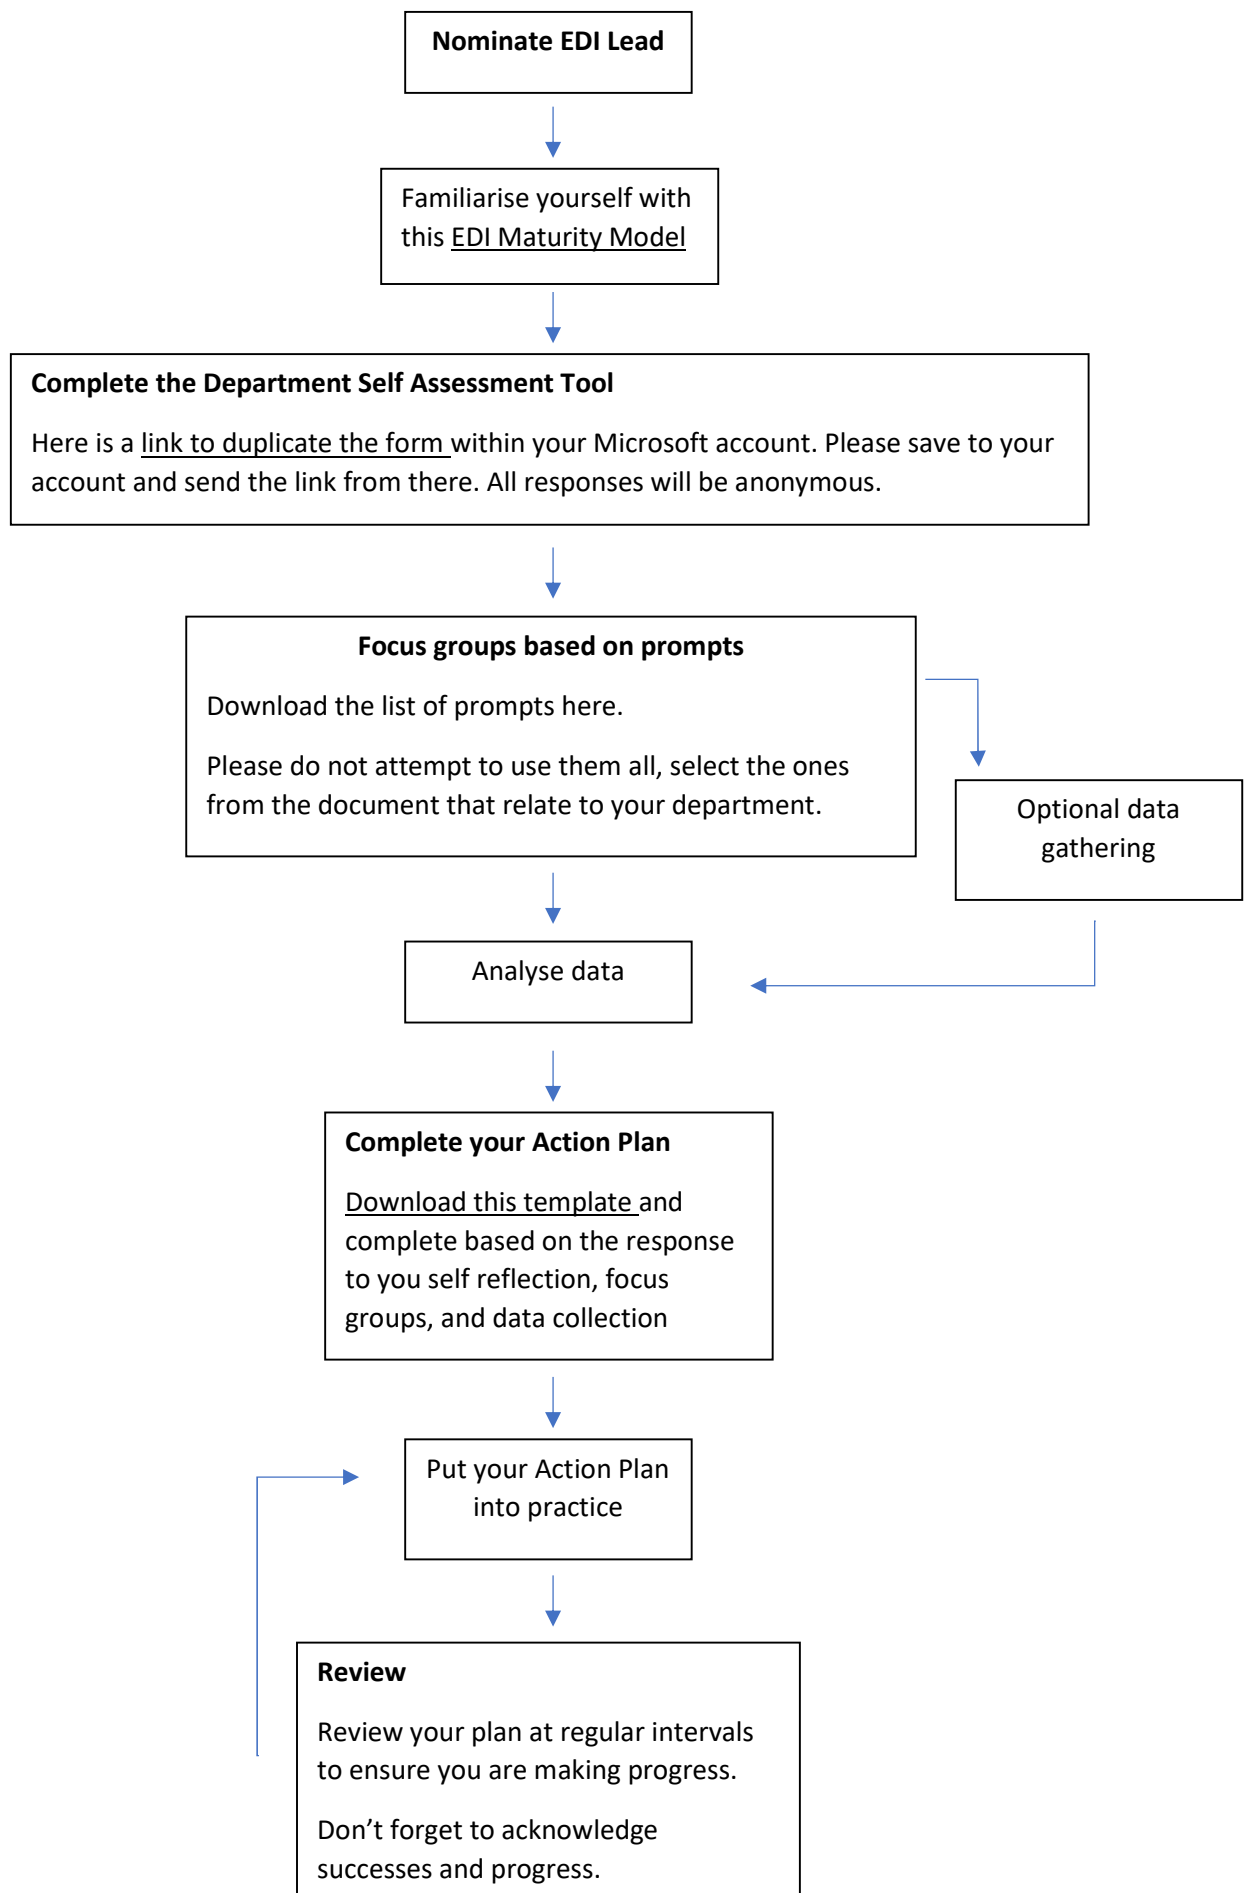 Nominate EDI Lead
Familiarise yourself with
this EDI Maturity Model
Complete the Department Self Assessment Tool
Here is a link to duplicate the form within your Microsoft account. Please save to your
account and send the link from there. All responses will be anonymous.
Focus groups based on prompts
Download the list of prompts here.
Please do not attempt to use them all, select the ones
from the document that relate to your department.
Optional data
gathering
Analyse data
Complete your Action Plan
Download this template and
complete based on the response
to you self reflection, focus
groups, and data collection
Put your Action Plan
into practice
Review
Review your plan at regular intervals
to ensure you are making progress.
Don’t forget to acknowledge
successes and progress.